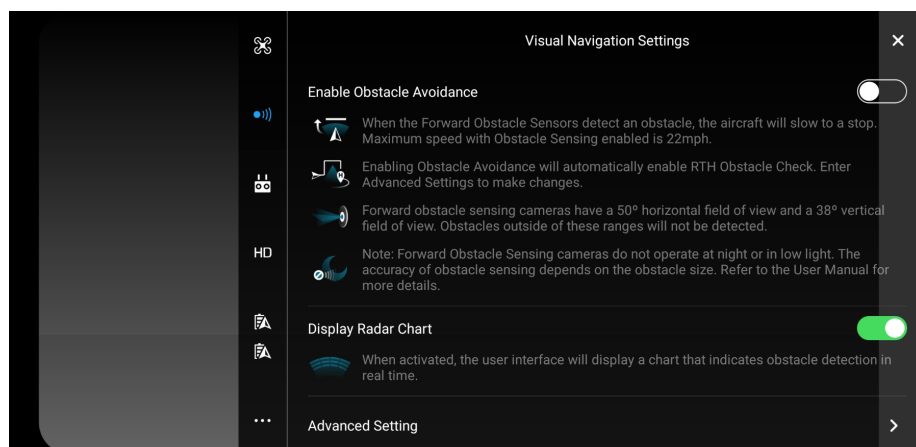 Visual Navigation Settings
Enable Obstacle Avoidance
When the Forward Obstacle Sensors detect an obstacle, the aircraft will slow to a stop.
Maximum speed with Obstacle Sensing enabled is 22mph.
Enabling Obstacle Avoidance will automatically enable RTH Obstacle Check. Enter
Advanced Settings to make changes.
Forward obstacle sensing cameras have a 50º horizontal field of view and a 38º vertical
field of view. Obstacles outside of these ranges will not be detected.
HD
Note: Forward Obstacle Sensing cameras do not operate at night or in low light. The
accuracy of obstacle sensing depends on the obstacle size. Refer to the User Manual for
more details.
Display Radar Chart
When activated, the user interface will display a chart that indicates obstacle detection in
real time.
Advanced Setting